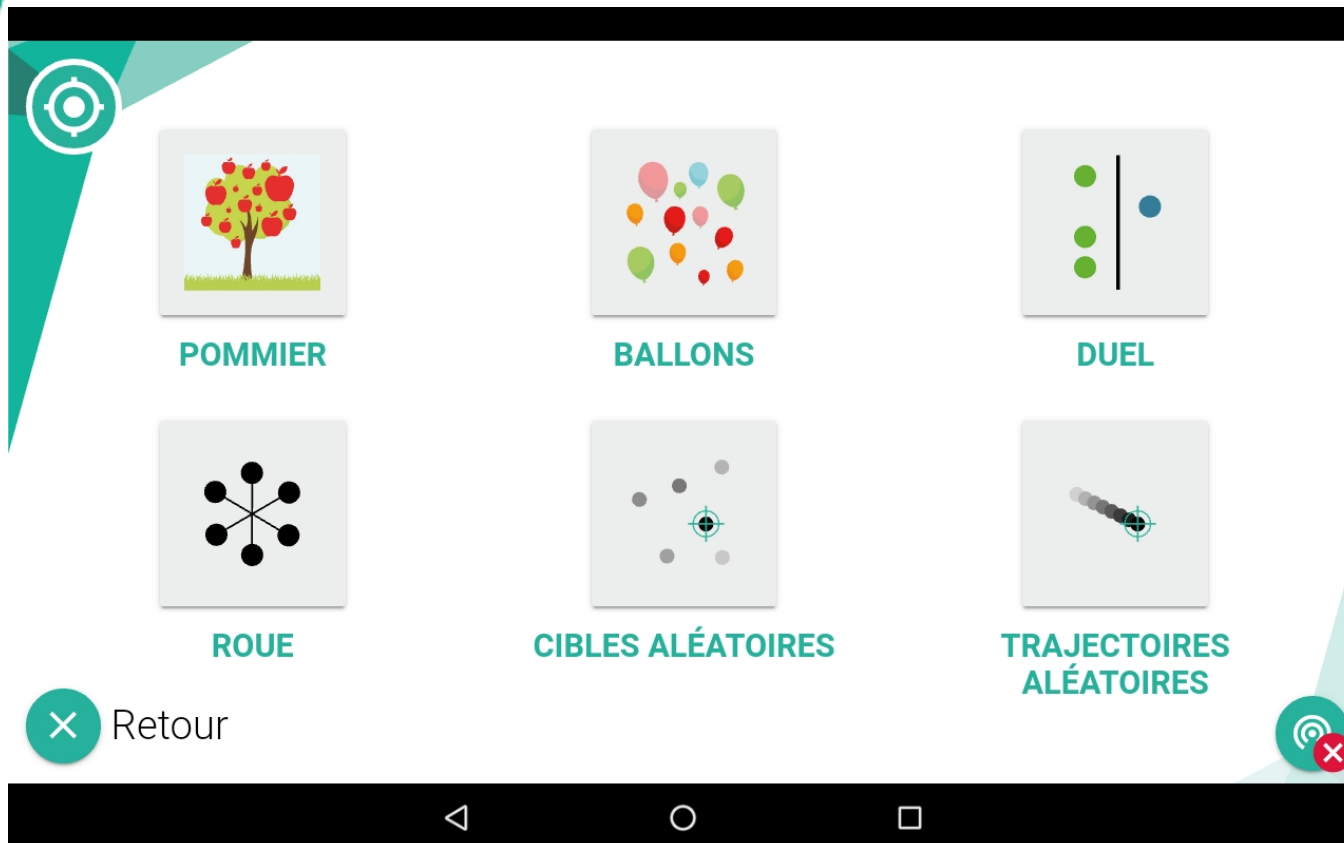 POMMIER
BALLONS
DUEL
ROUE
CIBLES ALÉATOIRES
TRAJECTOIRES
ALÉATOIRES
Retour